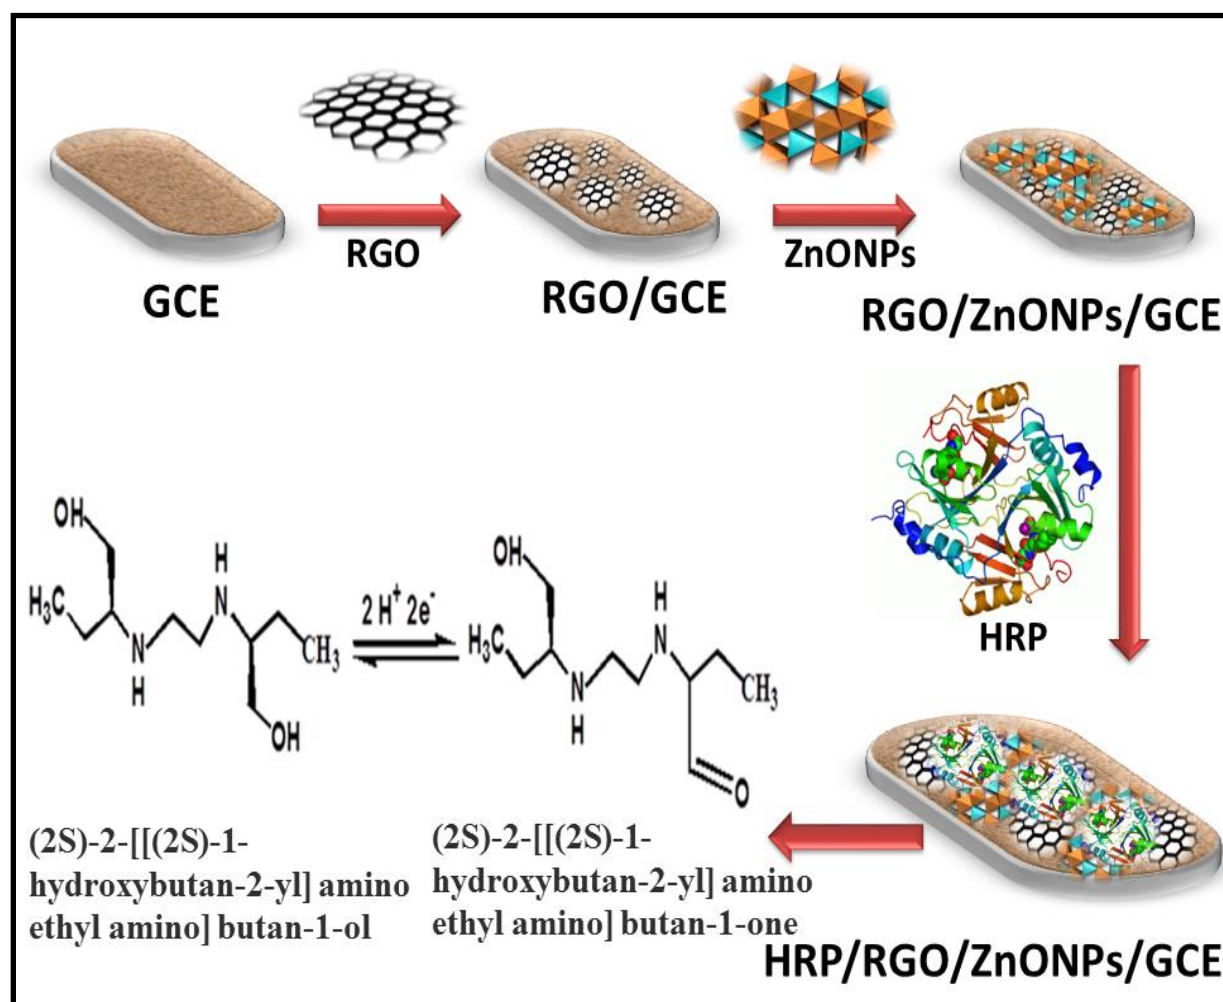 RGO
ZnONPs
GCE
RGO/GCE
RGO/ZnONPs/GCE
HRP
OH
H
H₃C
N
N
H
CH₃
OH
2 H⁺ 2e⁻
OH
H
H₃C
N
N
H
CH₃
O
(2S)-2-[[(2S)-1-
hydroxybutan-2-yl] amino
ethyl amino] butan-1-ol
(2S)-2-[[(2S)-1-
hydroxybutan-2-yl] amino
ethyl amino] butan-1-one
HRP/RGO/ZnONPs/GCE